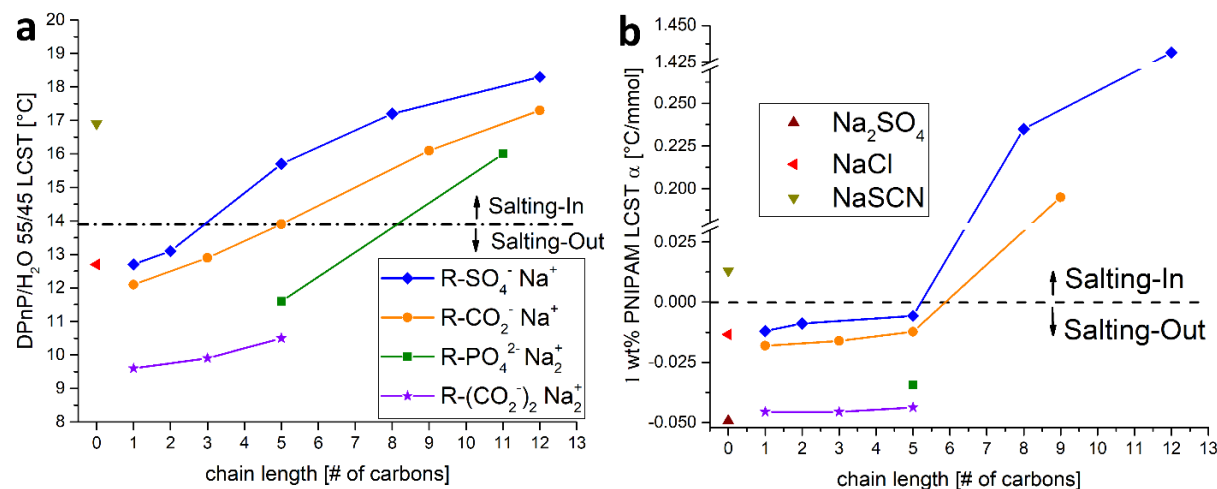 a
DPnP/H2O 55/45 LCST [°C]
20
19
18
17
16
15
14
13
12
11
10
9
8
Salting-In
Salting-Out
R-SO4- Na+
R-CO2- Na+
R-PO42- Na2+
R-(CO2-)2 Na2+
0 1 2 3 4 5 6 7 8 9 10 11 12 13
chain length [# of carbons]
b
1 wt% PNIPAM LCST α [°C/mmol]
1.450
1.425
0.250
0.225
0.200
0.025
0.000
-0.025
-0.050
Na2SO4
NaCl
NaSCN
Salting-In
Salting-Out
0 1 2 3 4 5 6 7 8 9 10 11 12 13
chain length [# of carbons]